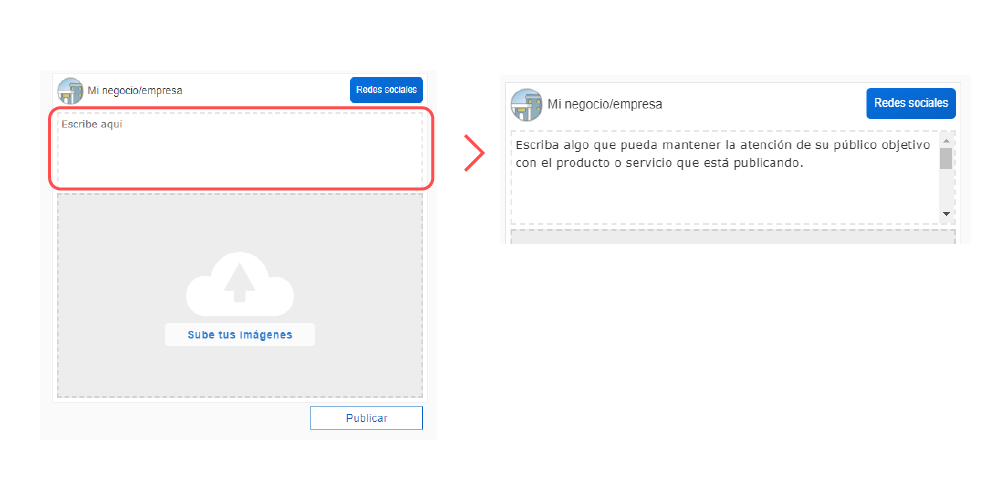 Mi negocio/empresa
Redes sociales
Escribe aquí
Sube tus imágenes
Publicar
Mi negocio/empresa
Redes sociales
Escriba algo que pueda mantener la atención de su público objetivo
con el producto o servicio que está publicando.